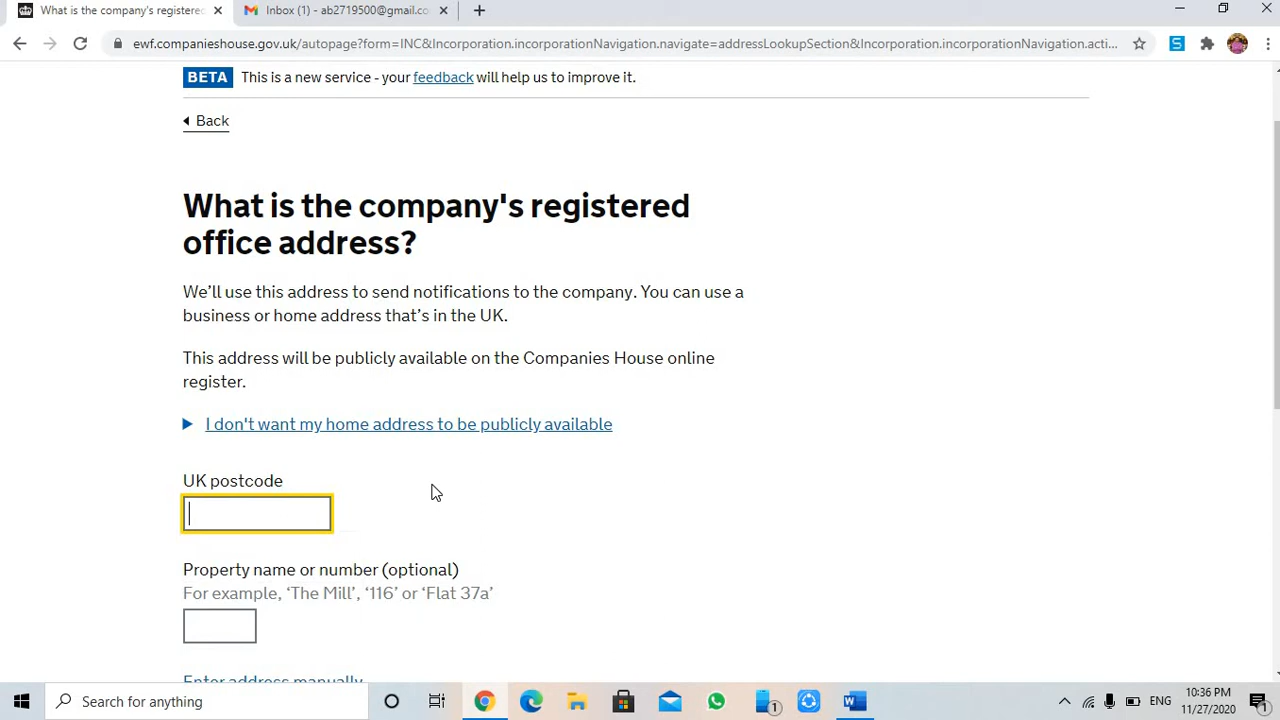 What is the company's registered
Inbox (1) - ab2719500@gmail.co
ewf.companieshouse.gov.uk/autopage?form=INC&Incorporation.incorporationNavigation.navigate=addressLookupSection&Incorporation.incorporationNavigation.acti...
BETA This is a new service - your feedback will help us to improve it.
Back
What is the company's registered
office address?
We'll use this address to send notifications to the company. You can use a
business or home address that's in the UK.
This address will be publicly available on the Companies House online
register.
I don't want my home address to be publicly available
UK postcode
Property name or number (optional)
For example, ‘The Mill’, ‘116’ or ‘Flat 37a’
Enter address manually
Search for anything
1
ENG
10:36 PM
11/27/2020
1